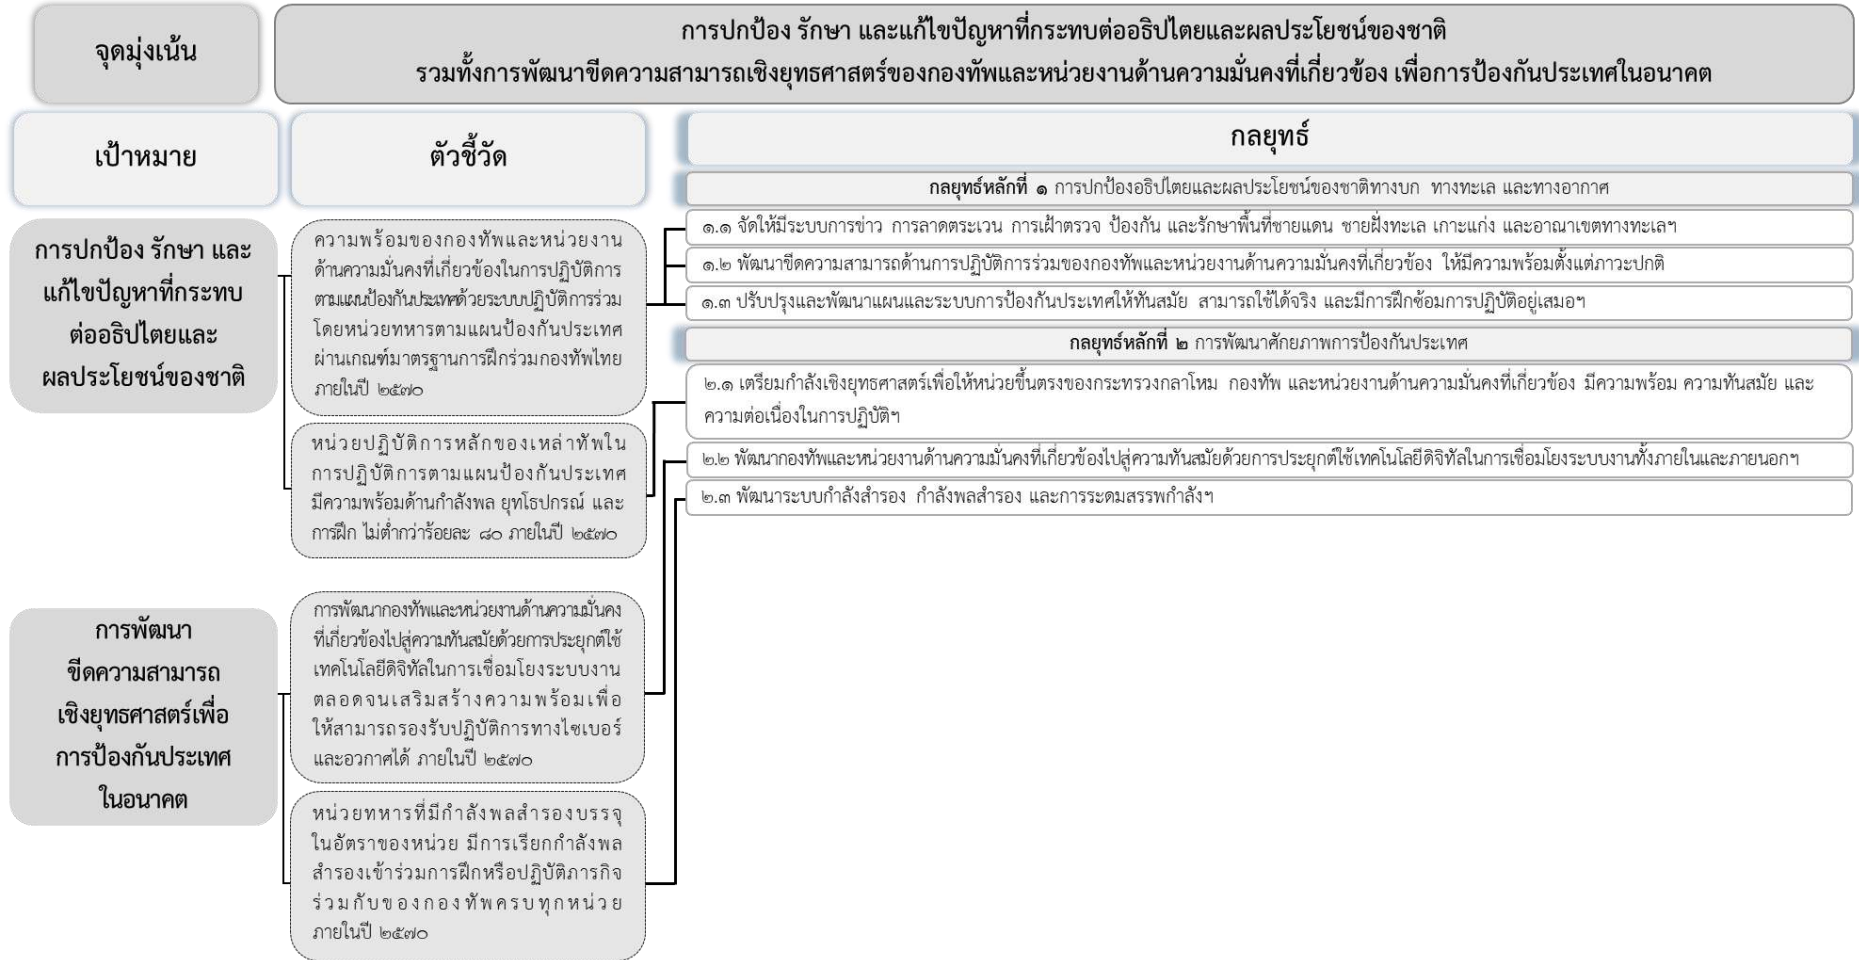 จุดมุ่งเน้น
การปกป้อง รักษา และแก้ไขปัญหาที่กระทบต่ออธิปไตยและผลประโยชน์ของชาติ
รวมทั้งการพัฒนาขีดความสามารถเชิงยุทธศาสตร์ของกองทัพและหน่วยงานด้านความมั่นคงที่เกี่ยวข้อง เพื่อการป้องกันประเทศในอนาคต
เป้าหมาย
ตัวชี้วัด
กลยุทธ์
การปกป้อง รักษา และ
แก้ไขปัญหาที่กระทบ
ต่ออธิปไตยและ
ผลประโยชน์ของชาติ
ความพร้อมของกองทัพและหน่วยงาน
ด้านความมั่นคงที่เกี่ยวข้องในการปฏิบัติการ
ตามแผนป้องกันประเทศด้วยระบบปฏิบัติการร่วม
โดยหน่วยทหารตามแผนป้องกันประเทศ
ผ่านเกณฑ์มาตรฐานการฝึกร่วมกองทัพไทย
ภายในปี ๒๕๗๐
หน่วยปฏิบัติการหลักของเหล่าทัพใน
การปฏิบัติการตามแผนป้องกันประเทศ
มีความพร้อมด้านกำลังพล ยุทโธปกรณ์ และ
การฝึก ไม่ต่ำกว่าร้อยละ ๘๐ ภายในปี ๒๕๗๐
กลยุทธ์หลักที่ ๑ การปกป้องอธิปไตยและผลประโยชน์ของชาติทางบก ทางทะเล และทางอากาศ
๑.๑ จัดให้มีระบบการข่าว การลาดตระเวน การเฝ้าตรวจ ป้องกัน และรักษาพื้นที่ชายแดน ชายฝั่งทะเล เกาะแก่ง และอาณาเขตทางทะเลฯ
๑.๒ พัฒนาขีดความสามารถด้านการปฏิบัติการร่วมของกองทัพและหน่วยงานด้านความมั่นคงที่เกี่ยวข้อง ให้มีความพร้อมตั้งแต่ภาวะปกติ
๑.๓ ปรับปรุงและพัฒนาแผนและระบบการป้องกันประเทศให้ทันสมัย สามารถใช้ได้จริง และมีการฝึกซ้อมการปฏิบัติอยู่เสมอฯ
กลยุทธ์หลักที่ ๒ การพัฒนาศักยภาพการป้องกันประเทศ
๒.๑ เตรียมกำลังเชิงยุทธศาสตร์เพื่อให้หน่วยขึ้นตรงของกระทรวงกลาโหม กองทัพ และหน่วยงานด้านความมั่นคงที่เกี่ยวข้อง มีความพร้อม ความทันสมัย และ
ความต่อเนื่องในการปฏิบัติฯ
๒.๒ พัฒนากองทัพและหน่วยงานด้านความมั่นคงที่เกี่ยวข้องไปสู่ความทันสมัยด้วยการประยุกต์ใช้เทคโนโลยีดิจิทัลในการเชื่อมโยงระบบงานทั้งภายในและภายนอกฯ
๒.๓ พัฒนาระบบกำลังสำรอง กำลังพลสำรอง และการระดมสรรพกำลังฯ
การพัฒนา
ขีดความสามารถ
เชิงยุทธศาสตร์เพื่อ
การป้องกันประเทศ
ในอนาคต
การพัฒนากองทัพและหน่วยงานด้านความมั่นคง
ที่เกี่ยวข้องไปสู่ความทันสมัยด้วยการประยุกต์ใช้
เทคโนโลยีดิจิทัลในการเชื่อมโยงระบบงาน
ตลอดจนเสริมสร้างความพร้อมเพื่อ
ให้สามารถรองรับปฏิบัติการทางไซเบอร์
และอวกาศได้ ภายในปี ๒๕๗๐
หน่วยทหารที่มีกำลังพลสำรองบรรจุ
ในอัตราของหน่วย มีการเรียกกำลังพล
สำรองเข้าร่วมการฝึกหรือปฏิบัติภารกิจ
ร่วมกับของกองทัพครบทุกหน่วย
ภายในปี ๒๕๗๐